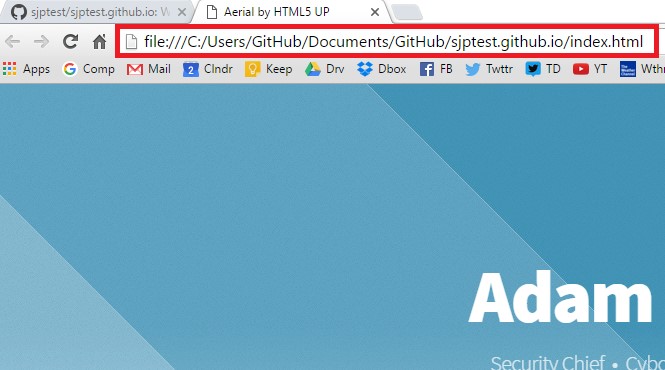 sjptest/sjptest.github.io: W
Aerial by HTML5 UP
file:///C:/Users/GitHub/Documents/GitHub/sjptest.github.io/index.html
Apps Comp Mail 2 Clndr Keep Drv Dbox FB Twttr TD YT Wthr
Adam
Security Chief • Cybo